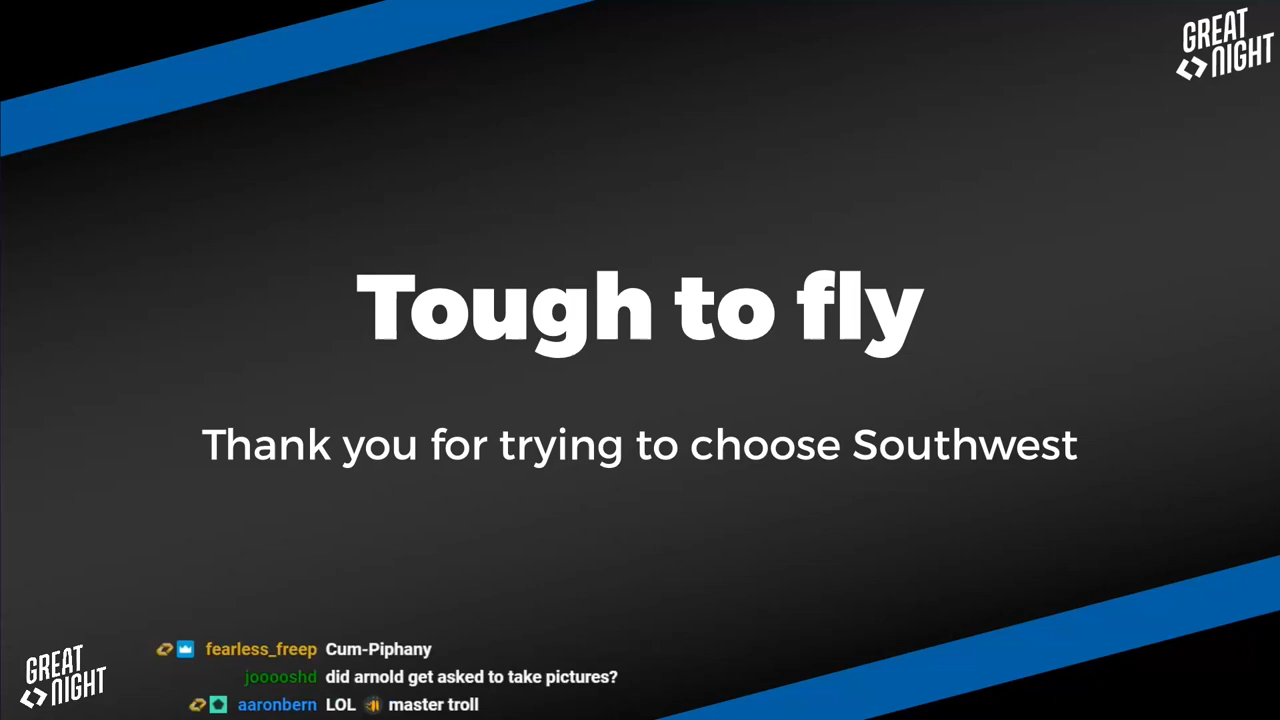 GREAT
NIGHT
Tough to fly
Thank you for trying to choose Southwest
fearless_freep Cum-Piphany
jooooshd did arnold get asked to take pictures?
aaronbern LOL master troll
GREAT
NIGHT